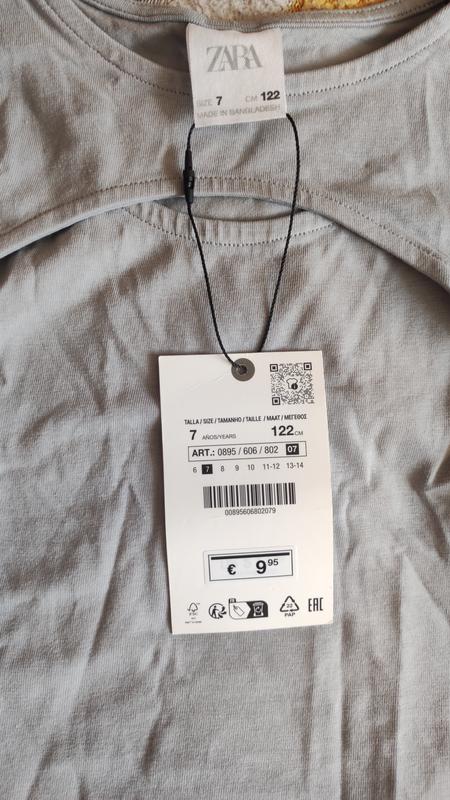 ZARA
SIZE 7 CM 122
MADE IN BANGLADESH
TALLA / SIZE / TAMANHO / TAILLE / MAAT / ΜΕΓΕΘΟΣ
7 AÑOS/YEARS 122 CM
ART.: 0895 / 606 / 802 07
6 7 8 9 10 11-12 13-14
00895606802079
€ 9 95
FSC
22
PAP
EAC